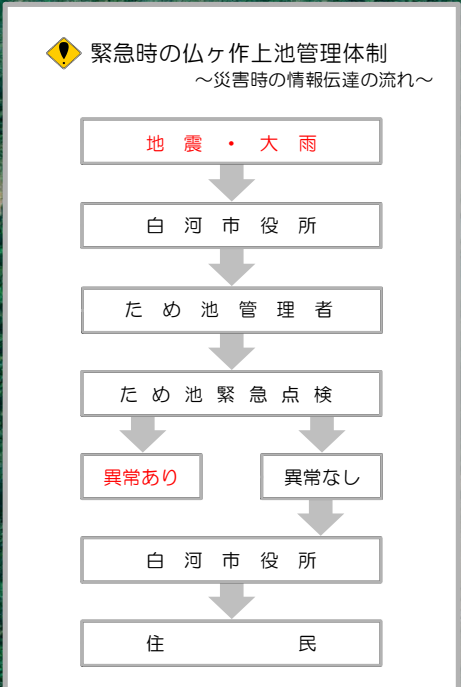 緊急時の仏ヶ作上池管理体制
～災害時の情報伝達の流れ～
地震・大雨
白河市役所
ため池管理者
ため池緊急点検
異常あり 異常なし
白河市役所
住民